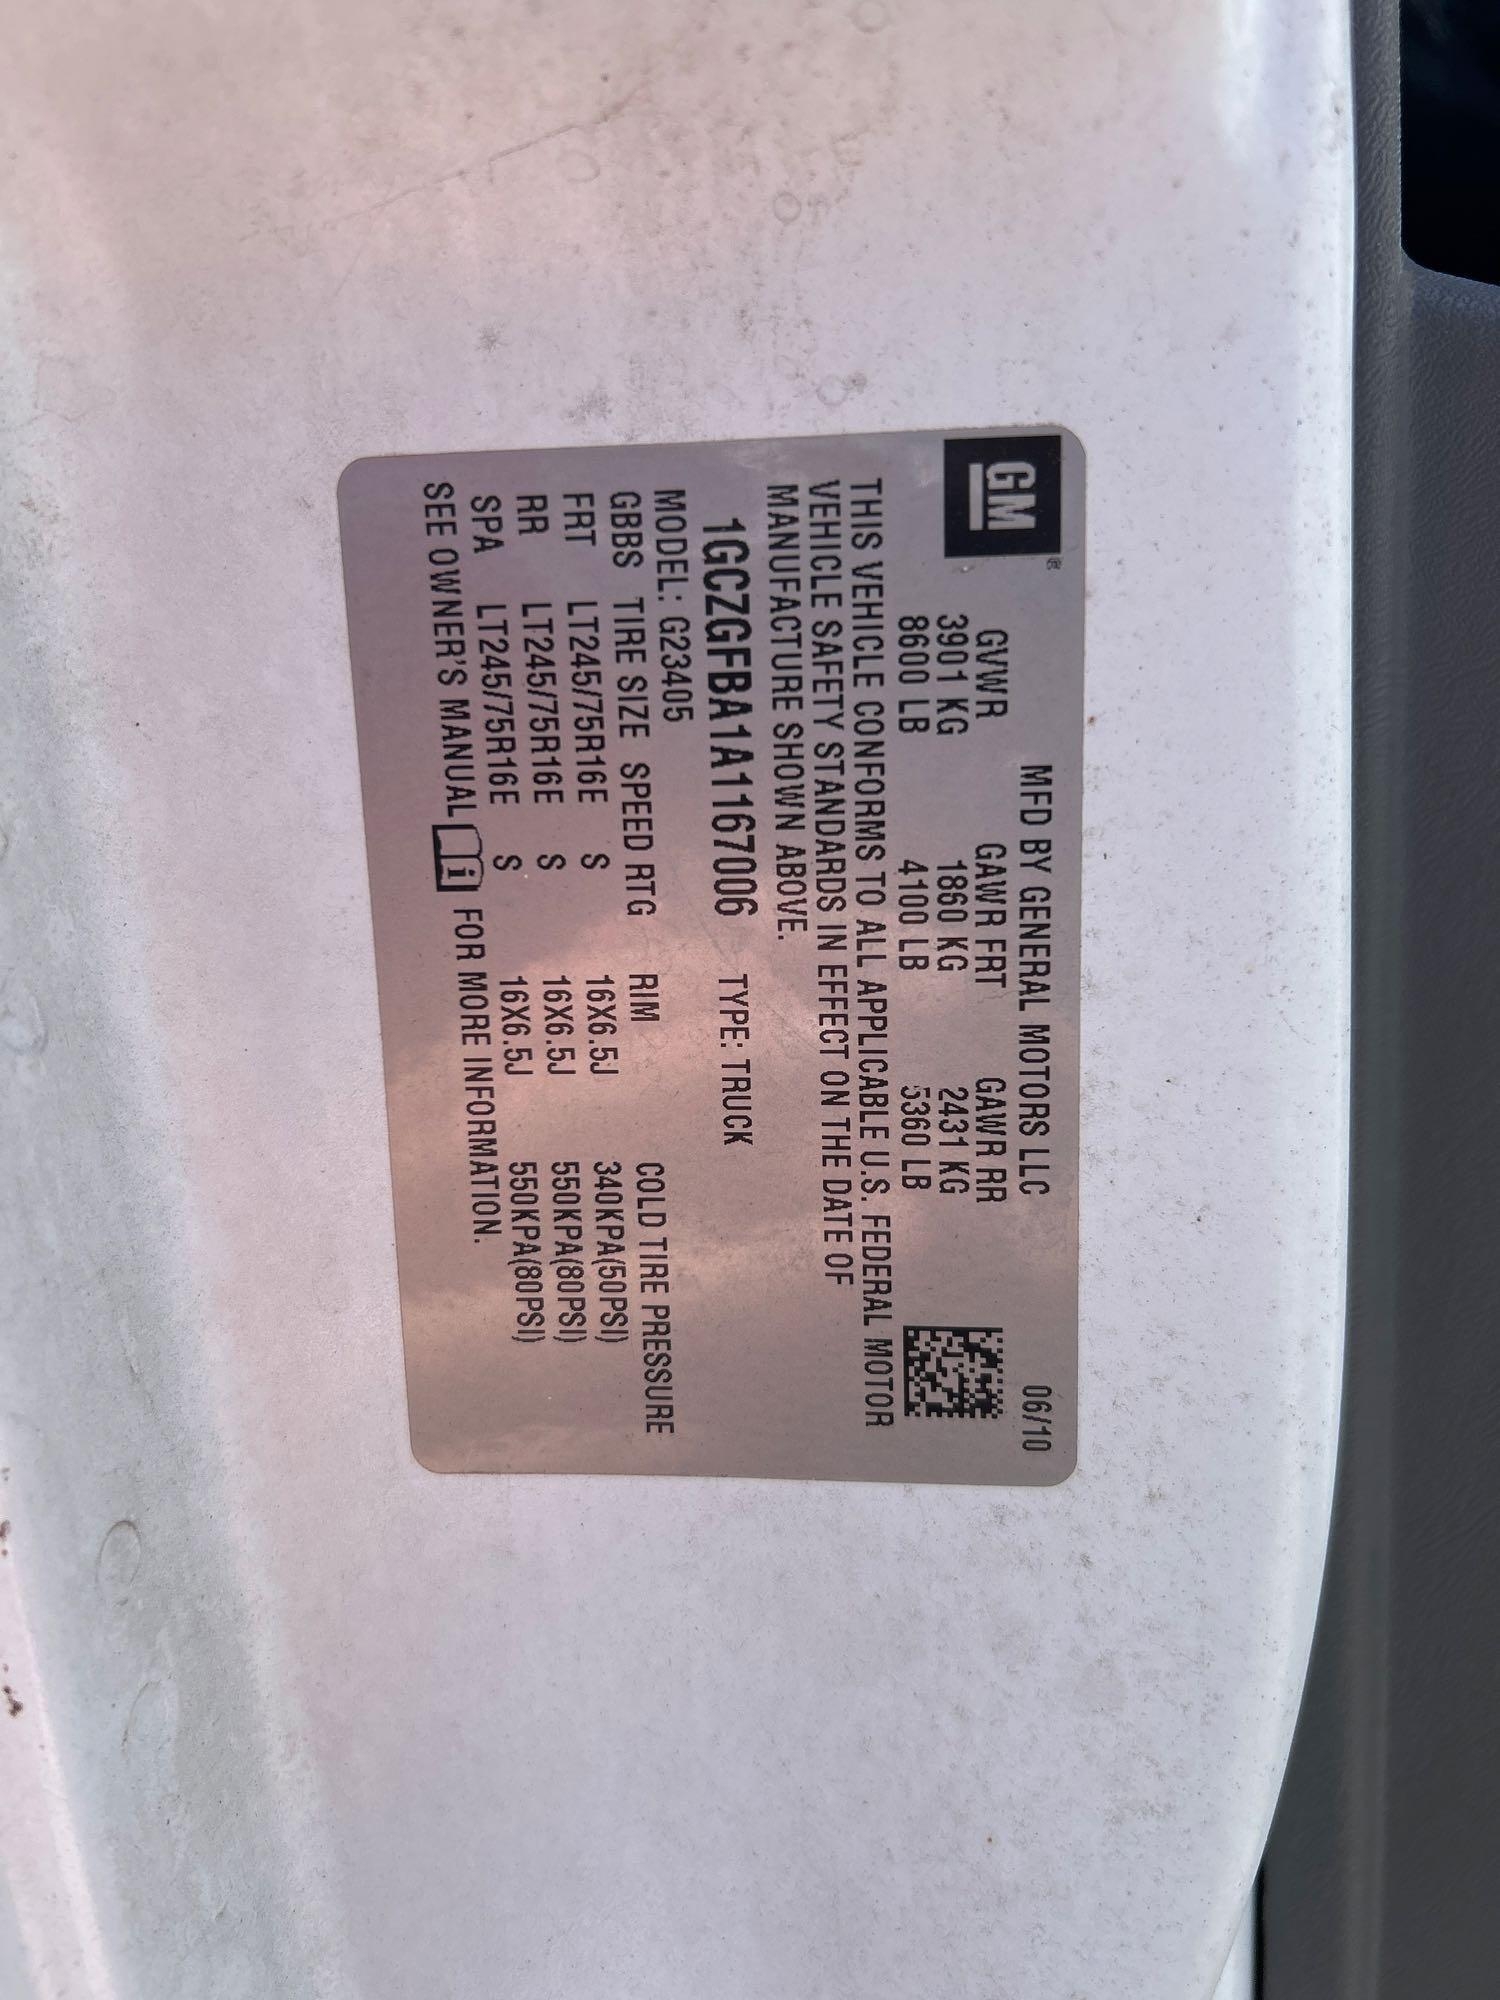 GM®
MFD BY GENERAL MOTORS LLC 06/10
GVWR GAWR FRT GAWR RR
3901 KG 1860 KG 2431 KG
8600 LB 4100 LB 5360 LB
THIS VEHICLE CONFORMS TO ALL APPLICABLE U.S. FEDERAL MOTOR
VEHICLE SAFETY STANDARDS IN EFFECT ON THE DATE OF
MANUFACTURE SHOWN ABOVE.
1GCZGFBA1A1167006 TYPE: TRUCK
MODEL: G23405
GBBS TIRE SIZE SPEED RTG RIM COLD TIRE PRESSURE
FRT LT245/75R16E S 16X6.5J 340KPA(50PSI)
RR LT245/75R16E S 16X6.5J 550KPA(80PSI)
SPA LT245/75R16E S 16X6.5J 550KPA(80PSI)
SEE OWNER'S MANUAL i FOR MORE INFORMATION.